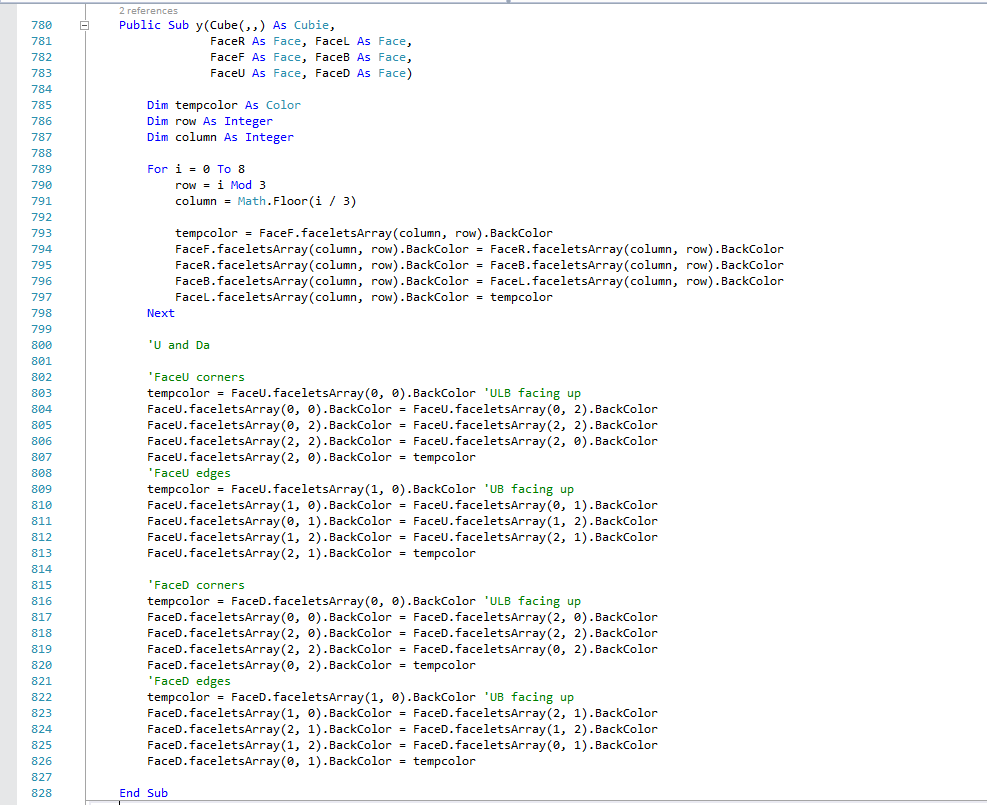 2 references
780 Public Sub y(Cube(,,) As Cubie,
781 FaceR As Face, FaceL As Face,
782 FaceF As Face, FaceB As Face,
783 FaceU As Face, FaceD As Face)
784
785 Dim tempcolor As Color
786 Dim row As Integer
787 Dim column As Integer
788
789 For i = 0 To 8
790 row = i Mod 3
791 column = Math.Floor(i / 3)
792
793 tempcolor = FaceF.faceletsArray(column, row).BackColor
794 FaceF.faceletsArray(column, row).BackColor = FaceR.faceletsArray(column, row).BackColor
795 FaceR.faceletsArray(column, row).BackColor = FaceB.faceletsArray(column, row).BackColor
796 FaceB.faceletsArray(column, row).BackColor = FaceL.faceletsArray(column, row).BackColor
797 FaceL.faceletsArray(column, row).BackColor = tempcolor
798 Next
799
800 'U and Da
801
802 'FaceU corners
803 tempcolor = FaceU.faceletsArray(0, 0).BackColor 'ULB facing up
804 FaceU.faceletsArray(0, 0).BackColor = FaceU.faceletsArray(0, 2).BackColor
805 FaceU.faceletsArray(0, 2).BackColor = FaceU.faceletsArray(2, 2).BackColor
806 FaceU.faceletsArray(2, 2).BackColor = FaceU.faceletsArray(2, 0).BackColor
807 FaceU.faceletsArray(2, 0).BackColor = tempcolor
808 'FaceU edges
809 tempcolor = FaceU.faceletsArray(1, 0).BackColor 'UB facing up
810 FaceU.faceletsArray(1, 0).BackColor = FaceU.faceletsArray(0, 1).BackColor
811 FaceU.faceletsArray(0, 1).BackColor = FaceU.faceletsArray(1, 2).BackColor
812 FaceU.faceletsArray(1, 2).BackColor = FaceU.faceletsArray(2, 1).BackColor
813 FaceU.faceletsArray(2, 1).BackColor = tempcolor
814
815 'FaceD corners
816 tempcolor = FaceD.faceletsArray(0, 0).BackColor 'ULB facing up
817 FaceD.faceletsArray(0, 0).BackColor = FaceD.faceletsArray(2, 0).BackColor
818 FaceD.faceletsArray(2, 0).BackColor = FaceD.faceletsArray(2, 2).BackColor
819 FaceD.faceletsArray(2, 2).BackColor = FaceD.faceletsArray(0, 2).BackColor
820 FaceD.faceletsArray(0, 2).BackColor = tempcolor
821 'FaceD edges
822 tempcolor = FaceD.faceletsArray(1, 0).BackColor 'UB facing up
823 FaceD.faceletsArray(1, 0).BackColor = FaceD.faceletsArray(2, 1).BackColor
824 FaceD.faceletsArray(2, 1).BackColor = FaceD.faceletsArray(1, 2).BackColor
825 FaceD.faceletsArray(1, 2).BackColor = FaceD.faceletsArray(0, 1).BackColor
826 FaceD.faceletsArray(0, 1).BackColor = tempcolor
827
828 End Sub